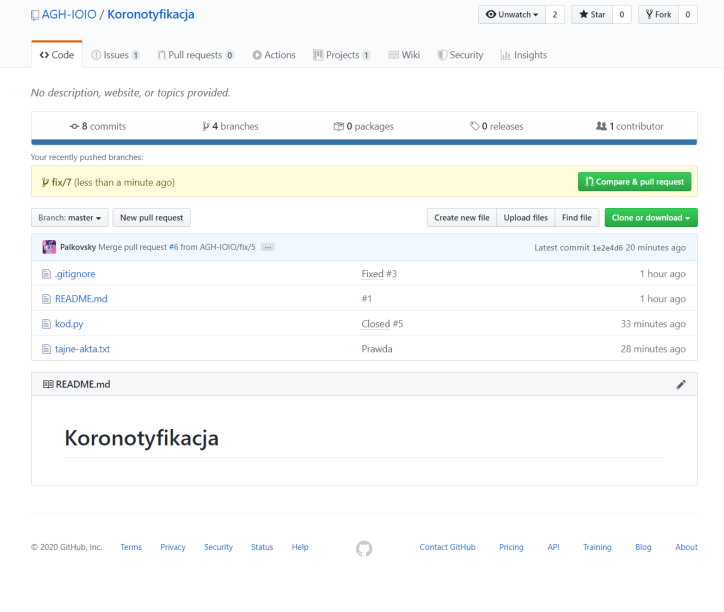 AGH-IOIO / Koronotyfikacja
Unwatch 2 Star 0 Fork 0
Code Issues 1 Pull requests 0 Actions Projects 1 Wiki Security Insights
No description, website, or topics provided.
8 commits 4 branches 0 packages 0 releases 1 contributor
Your recently pushed branches:
fix/7 (less than a minute ago) Compare & pull request
Branch: master New pull request Create new file Upload files Find file Clone or download
Palkovsky Merge pull request #6 from AGH-IOIO/fix/5 ... Latest commit 1e2e4d6 20 minutes ago
.gitignore Fixed #3 1 hour ago
README.md #1 1 hour ago
kod.py Closed #5 33 minutes ago
tajne-akta.txt Prawda 28 minutes ago
README.md
Koronotyfikacja
© 2020 GitHub, Inc. Terms Privacy Security Status Help Contact GitHub Pricing API Training Blog About